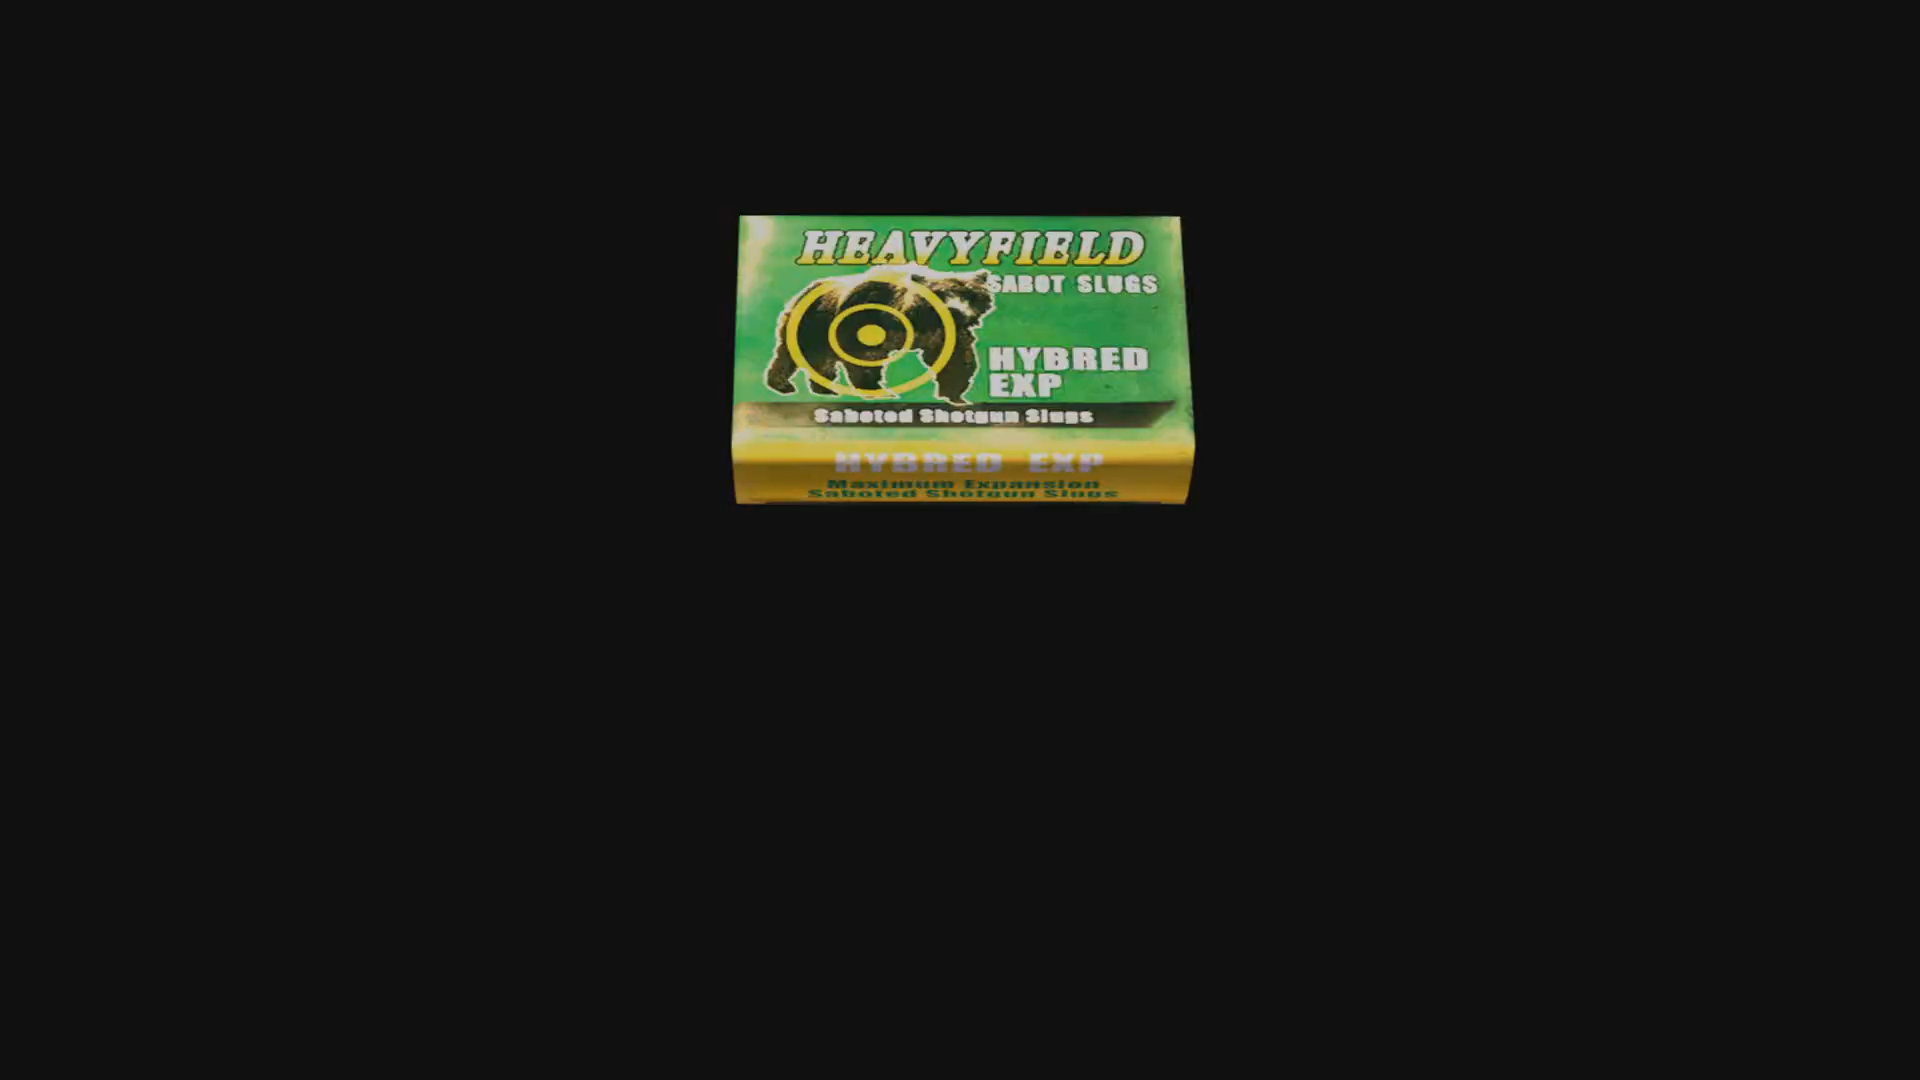 HEAVYFIELD
SABOT SLUGS
HYBRED
EXP
Saboted Shotgun Slugs
HYBRED EXP
Maximum Expansion
Saboted Shotgun Slugs